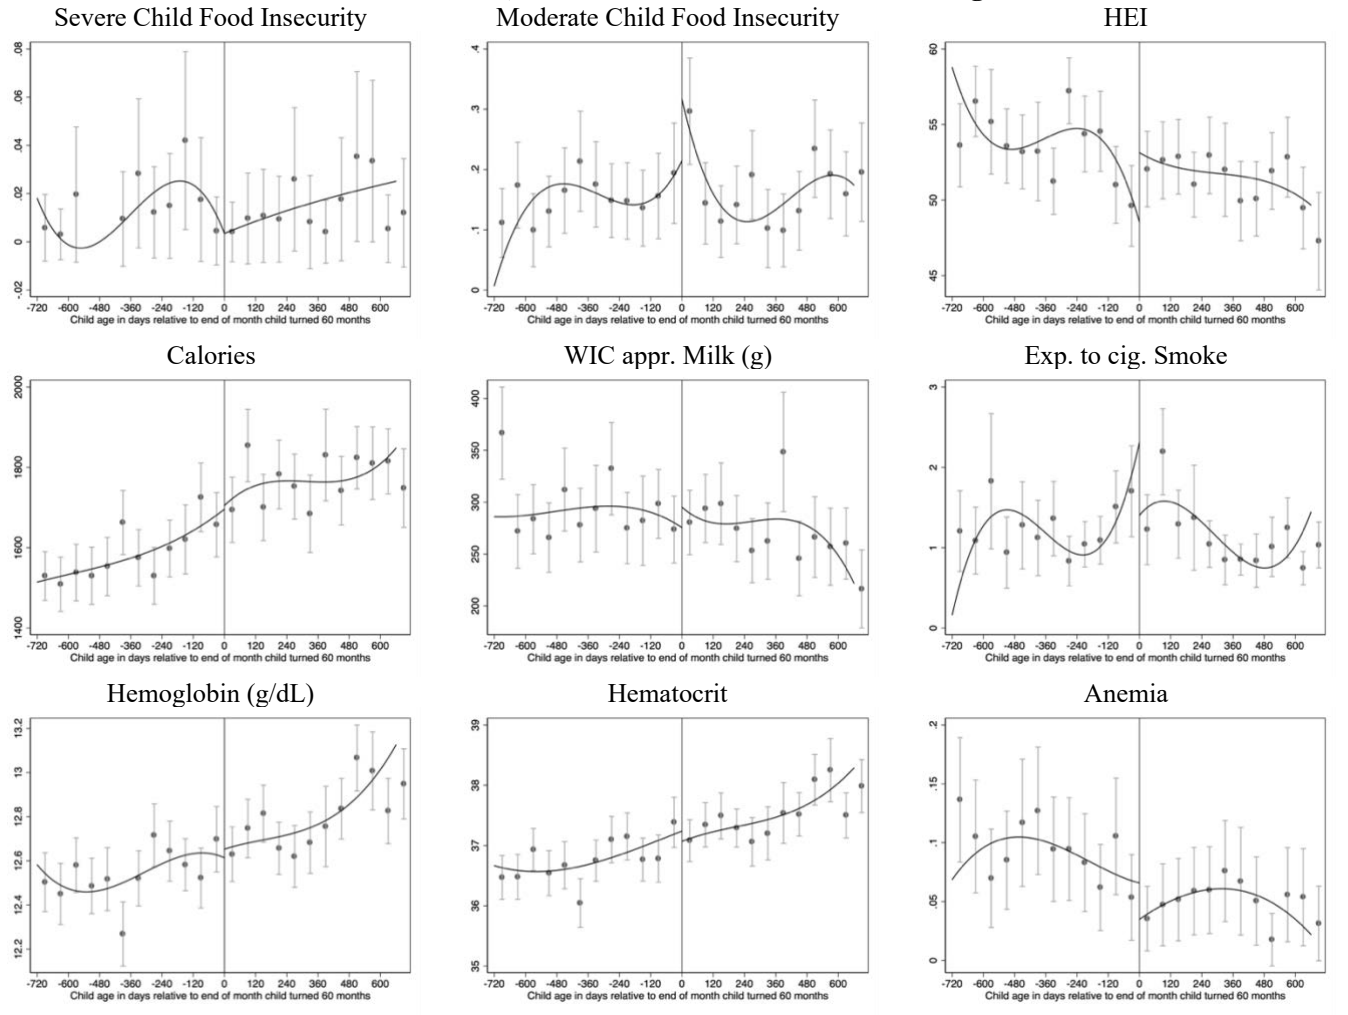 Severe Child Food Insecurity
.08
.06
.04
.02
0
-.02
-720 -600 -480 -360 -240 -120 0 120 240 360 480 600
Child age in days relative to end of month child turned 60 months
Moderate Child Food Insecurity
.4
.3
.2
.1
0
-720 -600 -480 -360 -240 -120 0 120 240 360 480 600
Child age in days relative to end of month child turned 60 months
HEI
60
55
50
45
-720 -600 -480 -360 -240 -120 0 120 240 360 480 600
Child age in days relative to end of month child turned 60 months
Calories
2000
1800
1600
1400
-720 -600 -480 -360 -240 -120 0 120 240 360 480 600
Child age in days relative to end of month child turned 60 months
WIC appr. Milk (g)
400
350
300
250
200
-720 -600 -480 -360 -240 -120 0 120 240 360 480 600
Child age in days relative to end of month child turned 60 months
Exp. to cig. Smoke
3
2
1
0
-720 -600 -480 -360 -240 -120 0 120 240 360 480 600
Child age in days relative to end of month child turned 60 months
Hemoglobin (g/dL)
13.2
13
12.8
12.6
12.4
12.2
-720 -600 -480 -360 -240 -120 0 120 240 360 480 600
Child age in days relative to end of month child turned 60 months
Hematocrit
39
38
37
36
35
-720 -600 -480 -360 -240 -120 0 120 240 360 480 600
Child age in days relative to end of month child turned 60 months
Anemia
.2
.15
.1
.05
0
-720 -600 -480 -360 -240 -120 0 120 240 360 480 600
Child age in days relative to end of month child turned 60 months